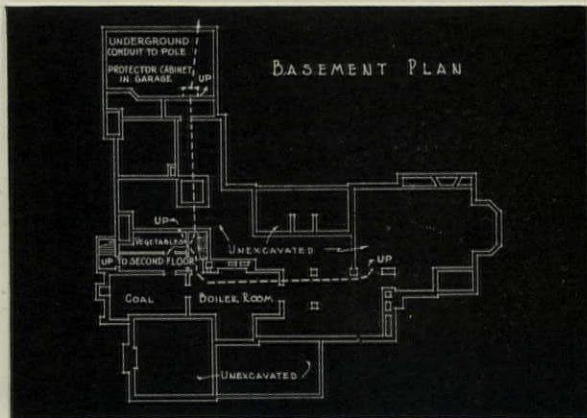 UNDERGROUND
CONDUIT TO POLE
PROTECTOR CABINET
IN GARAGE
UP
BASEMENT PLAN
UP
VEGETABLES
UNEXCAVATED
UP TO SECOND FLOOR
UP
COAL
BOILER ROOM
UNEXCAVATED